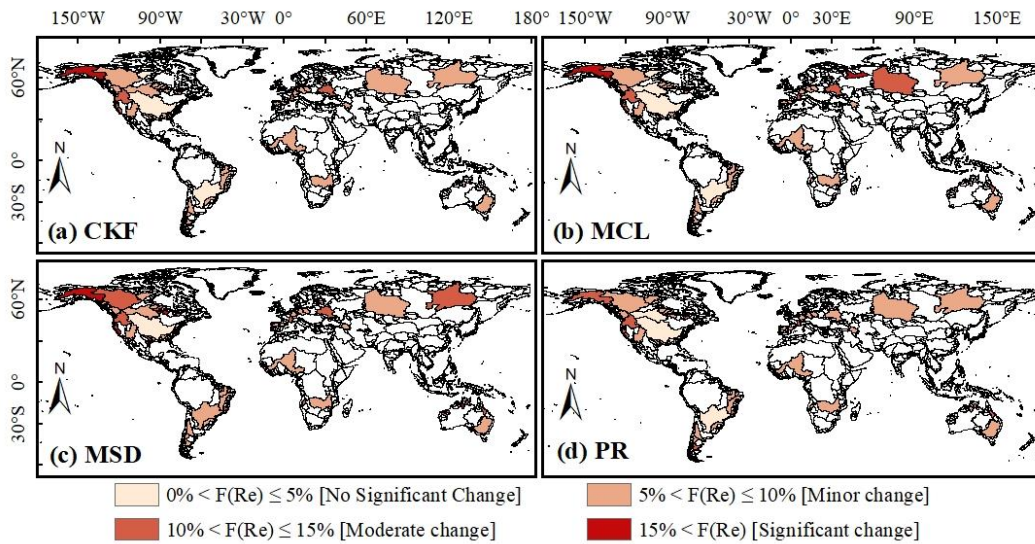 150°W 90°W 30°W 0° 30°E 60°E 90°E 120°E 180° 150°W 90°W 30°W 0° 30°E 90°E 150°E
60°N
0°
30°S
N
(a) CKF
N
(b) MCL
60°N
0°
30°S
N
(c) MSD
N
(d) PR
0% < F(Re) ≤ 5% [No Significant Change]
5% < F(Re) ≤ 10% [Minor change]
10% < F(Re) ≤ 15% [Moderate change]
15% < F(Re) [Significant change]